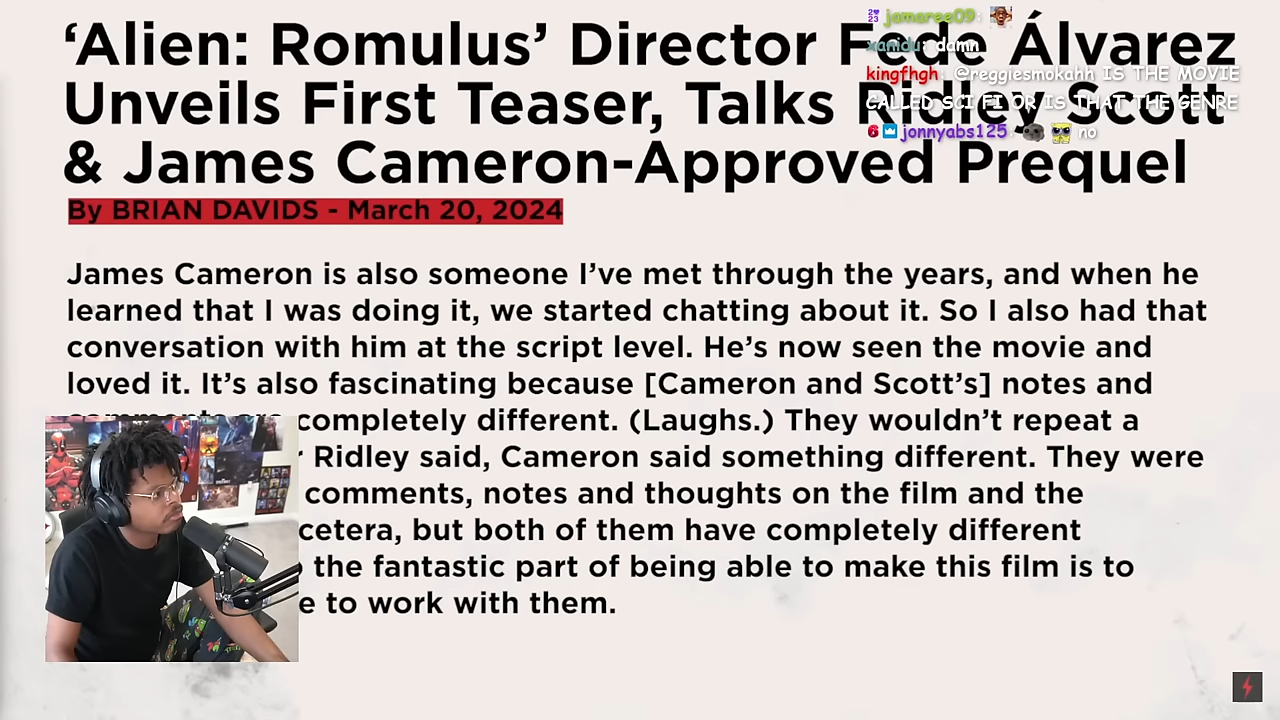 ‘Alien: Romulus’ Director Fede Álvarez
Unveils First Teaser, Talks Ridley Scott
& James Cameron-Approved Prequel
By BRIAN DAVIDS - March 20, 2024
James Cameron is also someone I’ve met through the years, and when he
learned that I was doing it, we started chatting about it. So I also had that
conversation with him at the script level. He’s now seen the movie and
loved it. It’s also fascinating because [Cameron and Scott’s] notes and
completely different. (Laughs.) They wouldn’t repeat a
Ridley said, Cameron said something different. They were
comments, notes and thoughts on the film and the
cetera, but both of them have completely different
the fantastic part of being able to make this film is to
e to work with them.
jamaree09:
xanidu: damn
kingfhgh: @reggiesmokahh IS THE MOVIE
CALLED SCI FI OR IS THAT THE GENRE
jonnyabs125: no